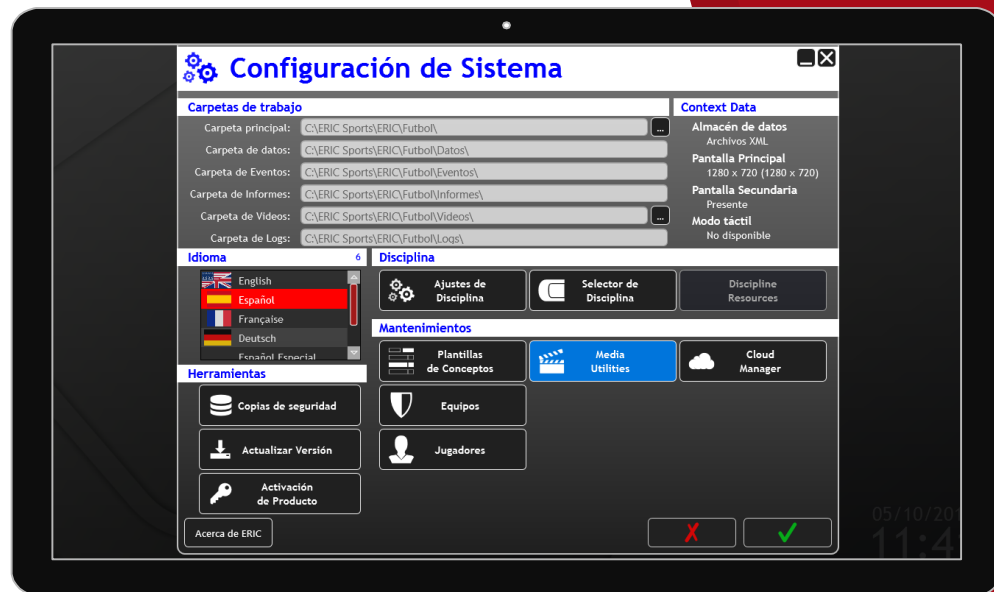 Configuración de Sistema
Carpetas de trabajo
Carpeta principal: C:\ERIC Sports\ERIC\Futbol\ ...
Carpeta de datos: C:\ERIC Sports\ERIC\Futbol\Datos\
Carpeta de Eventos: C:\ERIC Sports\ERIC\Futbol\Eventos\
Carpeta de Informes: C:\ERIC Sports\ERIC\Futbol\Informes\
Carpeta de Videos: C:\ERIC Sports\ERIC\Futbol\Videos\ ...
Carpeta de Logs: C:\ERIC Sports\ERIC\Futbol\Logs\
Context Data
Almacén de datos
Archivos XML
Pantalla Principal
1280 x 720 (1280 x 720)
Pantalla Secundaria
Presente
Modo táctil
No disponible
Idioma 6
English
Español
Française
Deutsch
Español Especial
Disciplina
Ajustes de
Disciplina
Selector de
Disciplina
Discipline
Resources
Mantenimientos
Plantillas
de Conceptos
Media
Utilities
Cloud
Manager
Equipos
Jugadores
Herramientas
Copias de seguridad
Actualizar Versión
Activación
de Producto
Acerca de ERIC
05/10/201
11:4